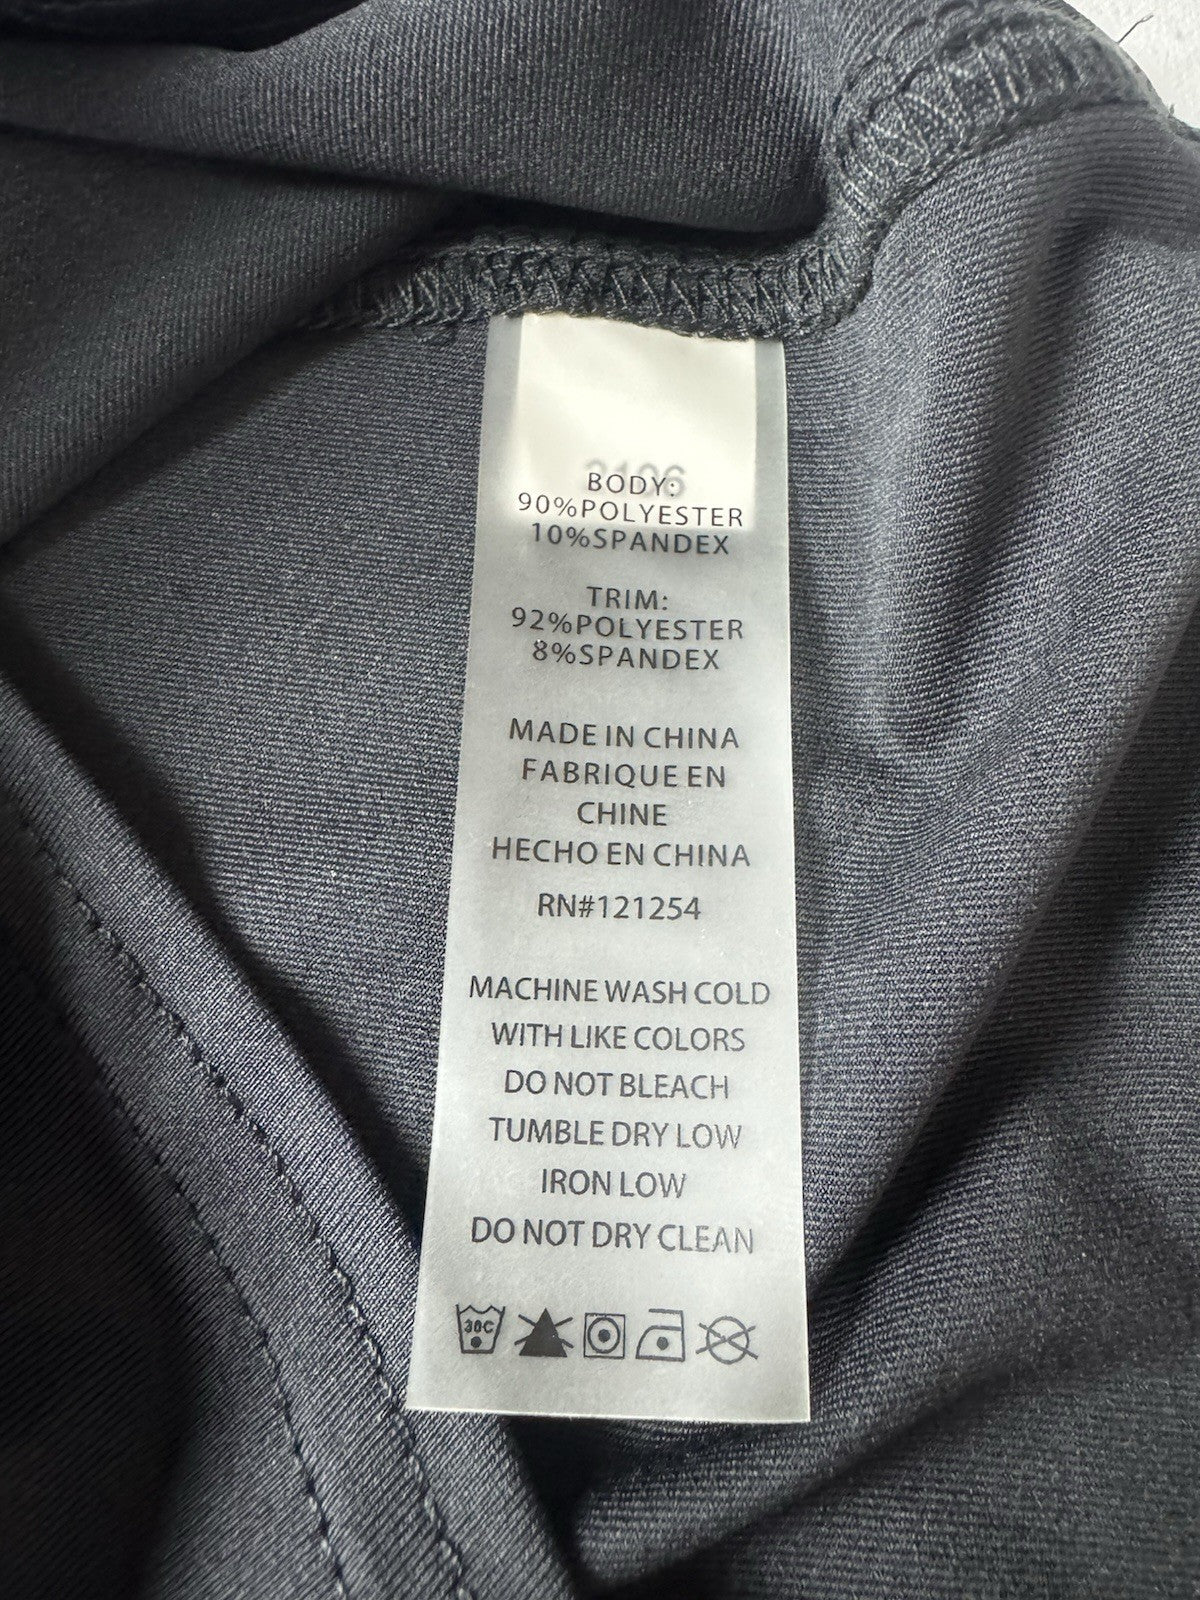 BODY:
90%POLYESTER
10%SPANDEX
TRIM:
92%POLYESTER
8%SPANDEX
MADE IN CHINA
FABRIQUE EN
CHINE
HECHO EN CHINA
RN#121254
MACHINE WASH COLD
WITH LIKE COLORS
DO NOT BLEACH
TUMBLE DRY LOW
IRON LOW
DO NOT DRY CLEAN
30C